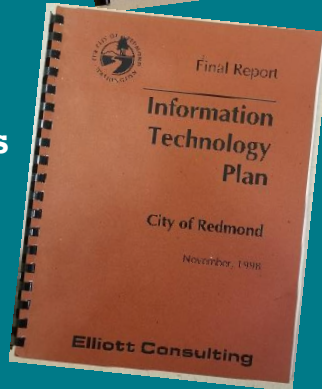 s
Final Report
Information
Technology
Plan
City of Redmond
November, 1998
Elliott Consulting